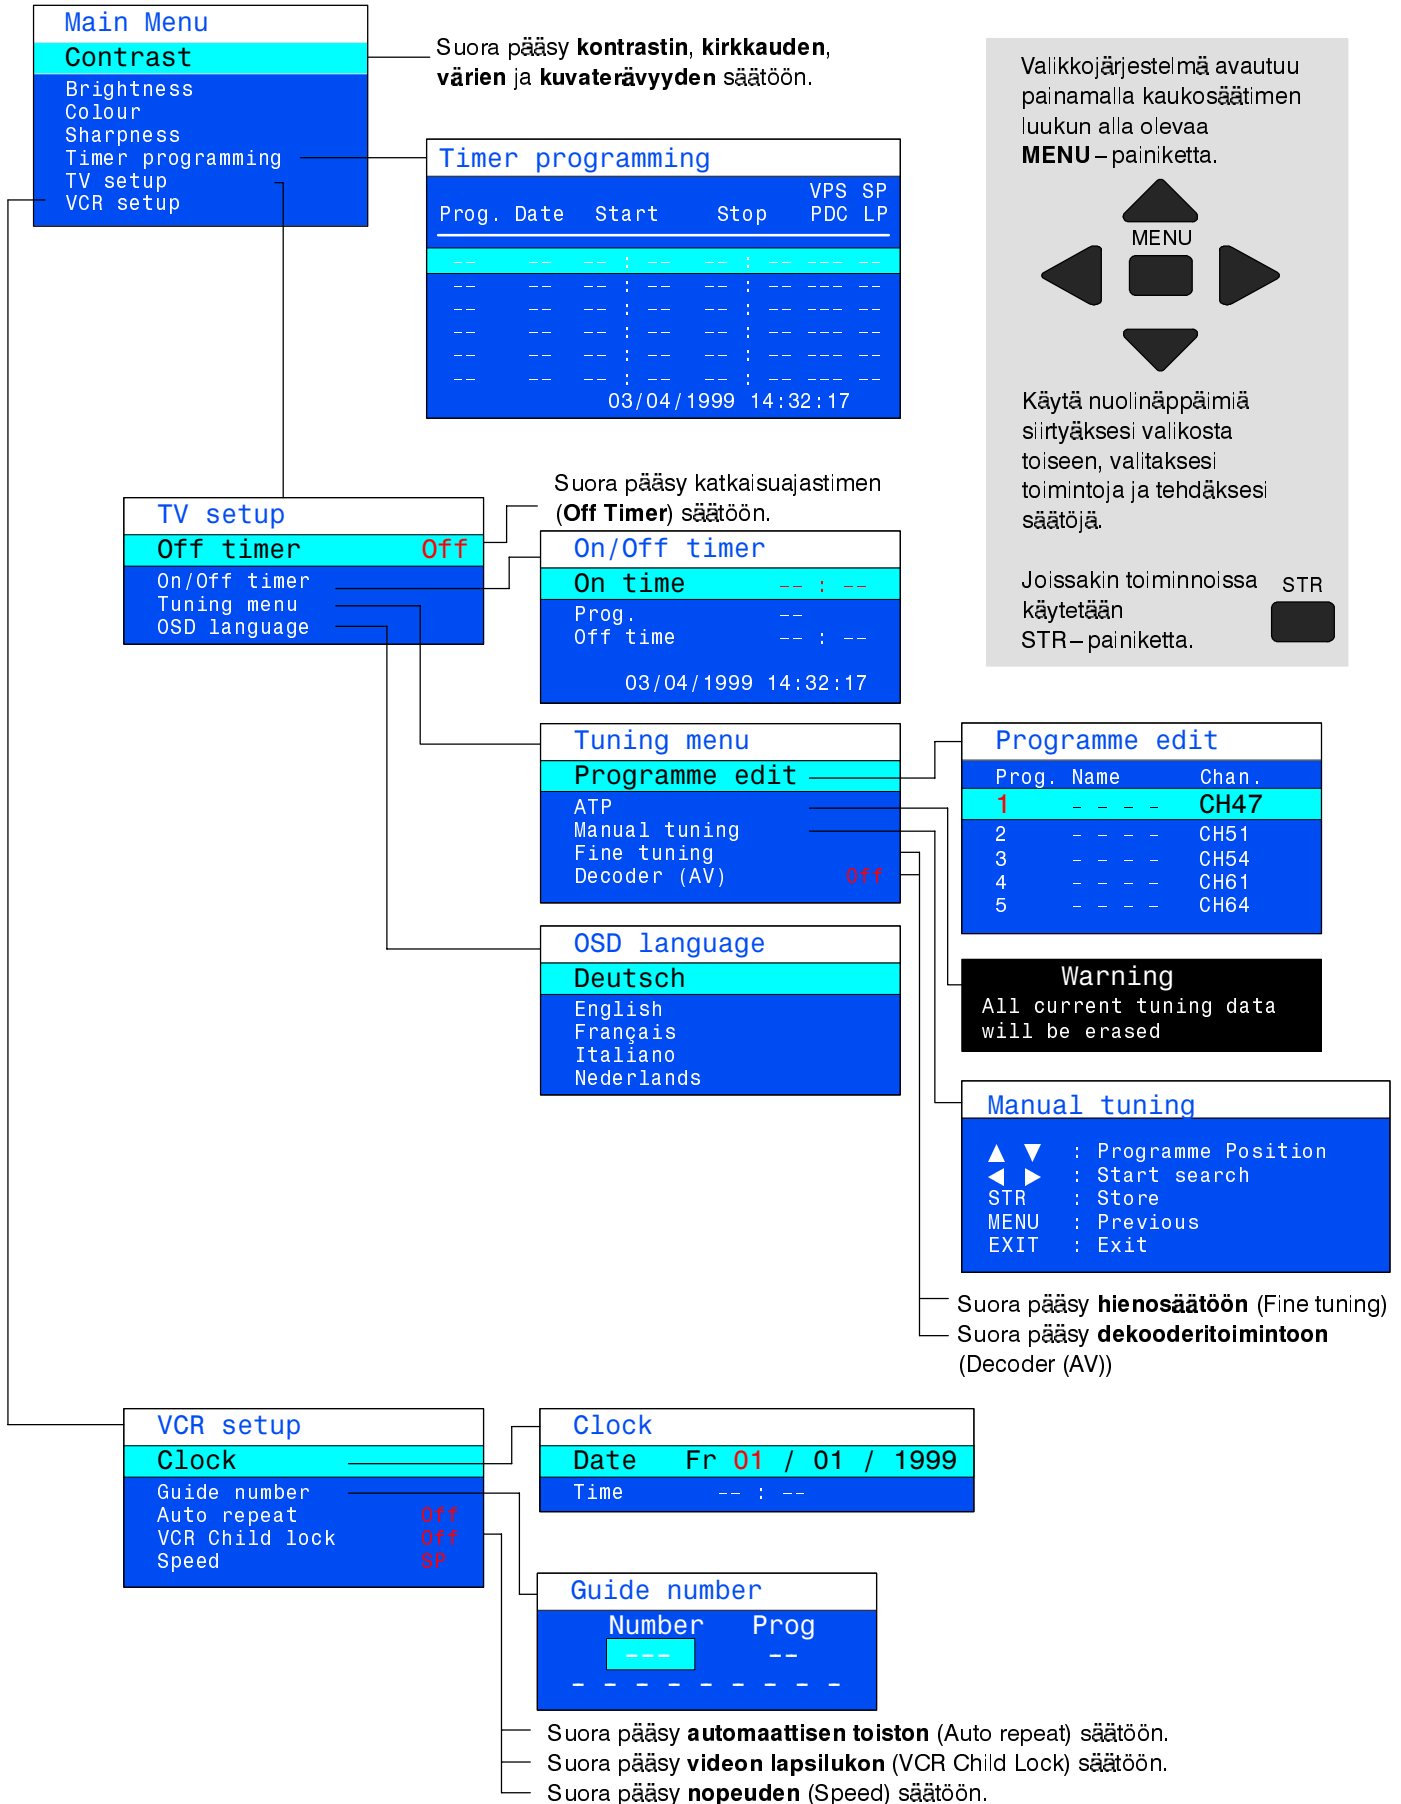 Main Menu
Contrast
Brightness
Colour
Sharpness
Timer programming
TV setup
VCR setup
Suora pääsy kontrastin, kirkkauden,
värien ja kuvaterävyyden säätöön.
Timer programming
VPS SP
Prog. Date Start Stop PDC LP
-- -- -- : -- -- : -- --- --
-- -- -- : -- -- : -- --- --
-- -- -- : -- -- : -- --- --
-- -- -- : -- -- : -- --- --
-- -- -- : -- -- : -- --- --
-- -- -- : -- -- : -- --- --
03/04/1999 14:32:17
Valikkojärjestelmä avautuu
painamalla kaukosäätimen
luukun alla olevaa
MENU–painiketta.
MENU
Käytä nuolinäppäimiä
siirtyäksesi valikosta
toiseen, valitaksesi
toimintoja ja tehdäksesi
säätöjä.
Joissakin toiminnoissa
käytetään
STR–painiketta.
STR
TV setup
Off timer Off
On/Off timer
Tuning menu
OSD language
Suora pääsy katkaisuajastimen
(Off Timer) säätöön.
On/Off timer
On time -- : --
Prog. --
Off time -- : --
03/04/1999 14:32:17
Tuning menu
Programme edit
ATP
Manual tuning
Fine tuning
Decoder (AV) Off
Programme edit
Prog. Name Chan.
1 - - - - CH47
2 - - - - CH51
3 - - - - CH54
4 - - - - CH61
5 - - - - CH64
OSD language
Deutsch
English
Français
Italiano
Nederlands
Warning
All current tuning data
will be erased
Manual tuning
▲ ▼ : Programme Position
◀ ▶ : Start search
STR : Store
MENU : Previous
EXIT : Exit
Suora pääsy hienosäätöön (Fine tuning)
Suora pääsy dekooderitoimintoon
(Decoder (AV))
VCR setup
Clock
Guide number
Auto repeat Off
VCR Child lock Off
Speed SP
Clock
Date Fr 01 / 01 / 1999
Time -- : --
Guide number
Number Prog
--- --
- - - - - - - - -
Suora pääsy automaattisen toiston (Auto repeat) säätöön.
Suora pääsy videon lapsilukon (VCR Child Lock) säätöön.
Suora pääsy nopeuden (Speed) säätöön.